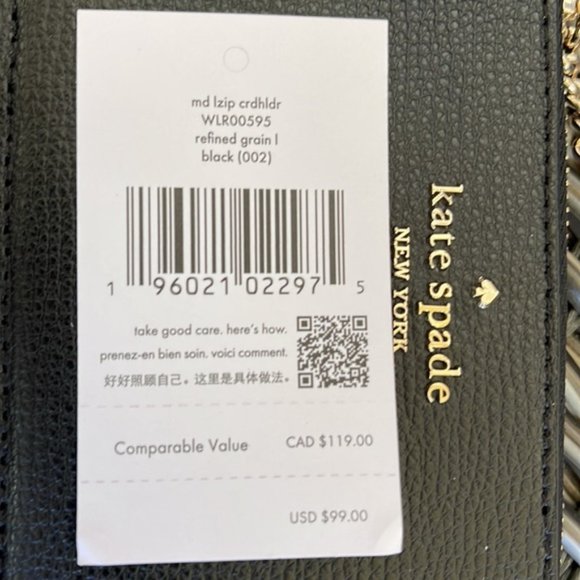 md lzip crdhldr
WLR00595
refined grain l
black (002)
1 96021 02297 5
take good care. here's how.
prenez-en bien soin. voici comment.
好好照顾自己。这里是具体做法。
Comparable Value CAD $119.00
USD $99.00
kate spade
NEW YORK